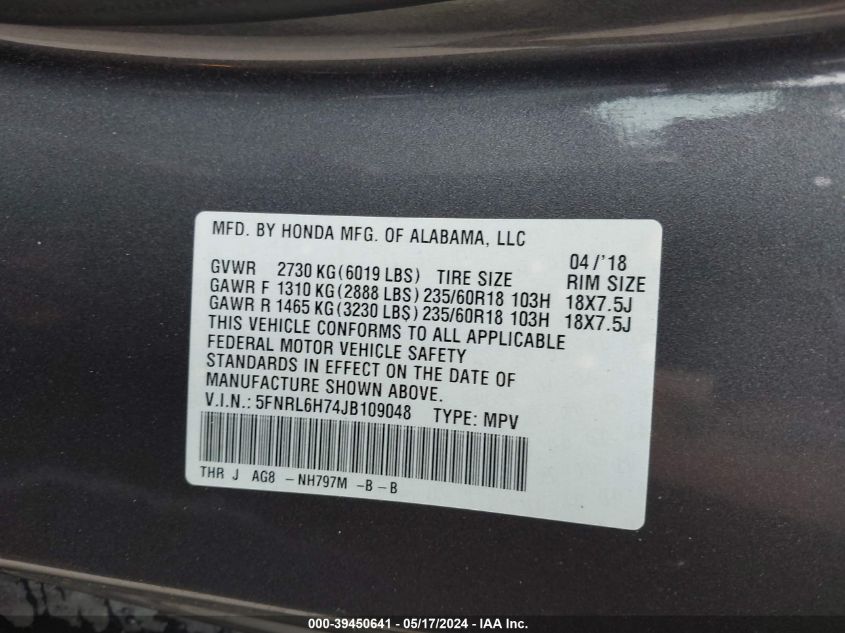 MFD. BY HONDA MFG. OF ALABAMA, LLC
04/'18
GVWR 2730 KG(6019 LBS) TIRE SIZE RIM SIZE
GAWR F 1310 KG(2888 LBS) 235/60R18 103H 18X7.5J
GAWR R 1465 KG(3230 LBS) 235/60R18 103H 18X7.5J
THIS VEHICLE CONFORMS TO ALL APPLICABLE
FEDERAL MOTOR VEHICLE SAFETY
STANDARDS IN EFFECT ON THE DATE OF
MANUFACTURE SHOWN ABOVE.
V.I.N.: 5FNRL6H74JB109048 TYPE: MPV
THR J AG8 -NH797M -B-B
000-39450641 - 05/17/2024 - IAA Inc.